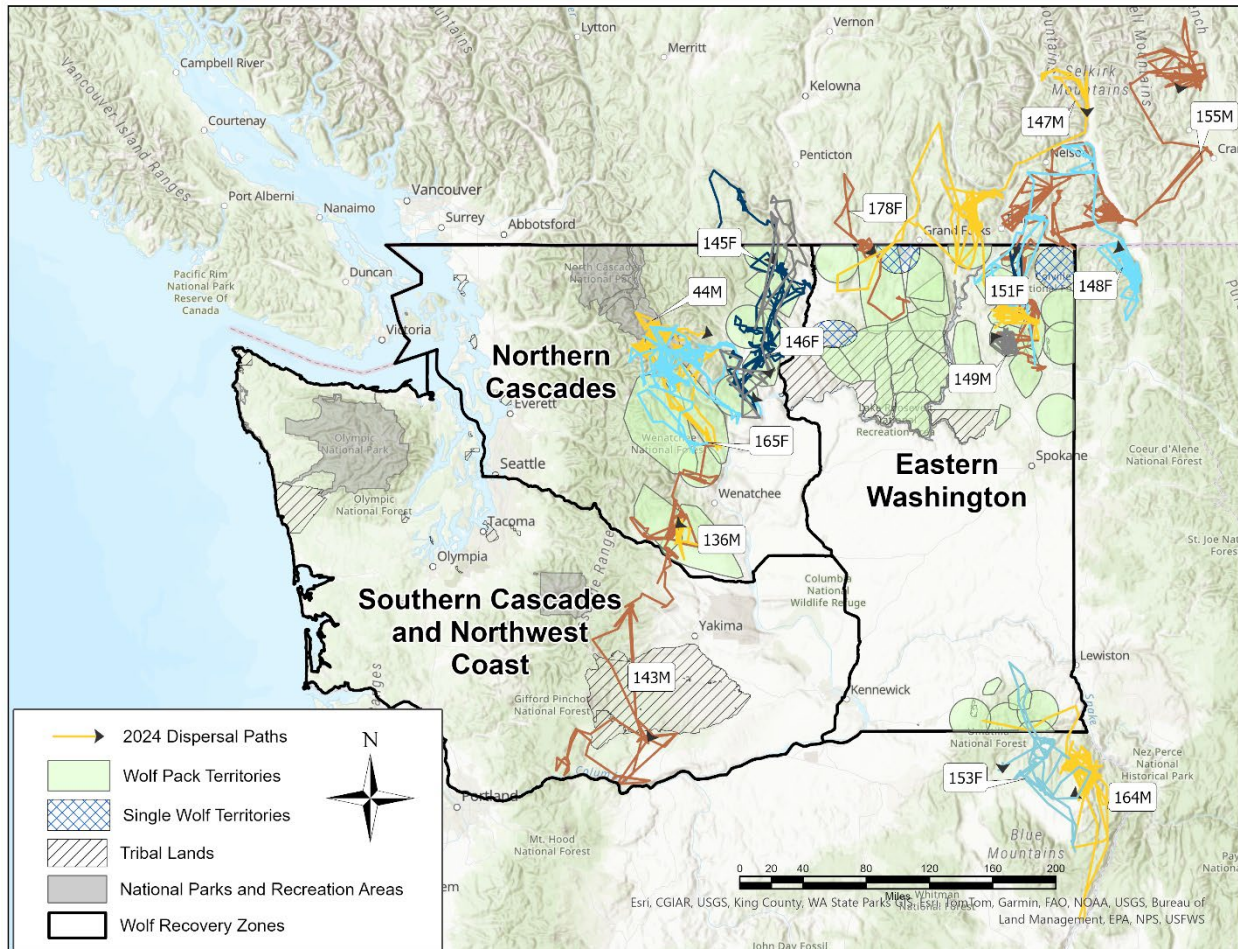 Lytton
Merritt
Vernon
Campbell River
Kelowna
Selkirk
Mountains
Courtenay
Vancouver Island Ranges
147M
155M
Penticton
Port Alberni
Vancouver
Nanaimo
Surrey
Abbotsford
178F
145F
Duncan
Pacific Rim
National Park
Reserve Of
Canada
44M
151F
148F
Victoria
146F
Northern
Cascades
149M
Everett
Olympic
National Park
165F
Seattle
Spokane
Coeur d'Alene
National Forest
Eastern
Washington
Wenatchee
Olympic
National Forest
Tacoma
136M
Olympia
Columbia
National
Wildlife Refuge
Southern Cascades
and Northwest
Coast
Yakima
Lewiston
143M
Gifford Pinchot
National Forest
Kennewick
Snake
National Forest
Nez Perce
National
Historical Park
153F
164M
2024 Dispersal Paths
N
Wolf Pack Territories
Single Wolf Territories
Portland
Tribal Lands
Mt. Hood
National Forest
Blue
Mountains
National Parks and Recreation Areas
0 40 80 120 160 200
Miles
Wolf Recovery Zones
Esri, CGIAR, USGS, King County, WA State Parks GIS, Esri, TomTom, Garmin, FAO, NOAA, USGS, Bureau of
Land Management, EPA, NPS, USFWS
John Day Fossil